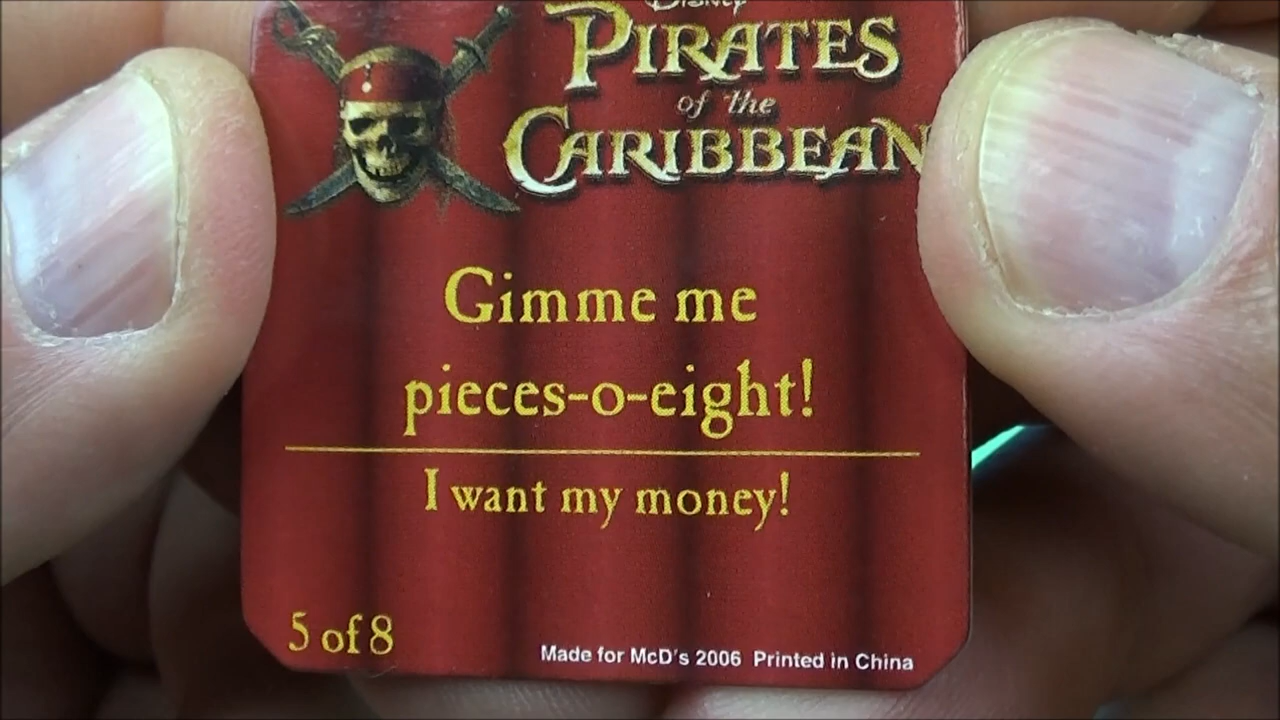 Disney
PIRATES
of the
CARIBBEAN
Gimme me
pieces-o-eight!
I want my money!
5 of 8
Made for McD's 2006 Printed in China